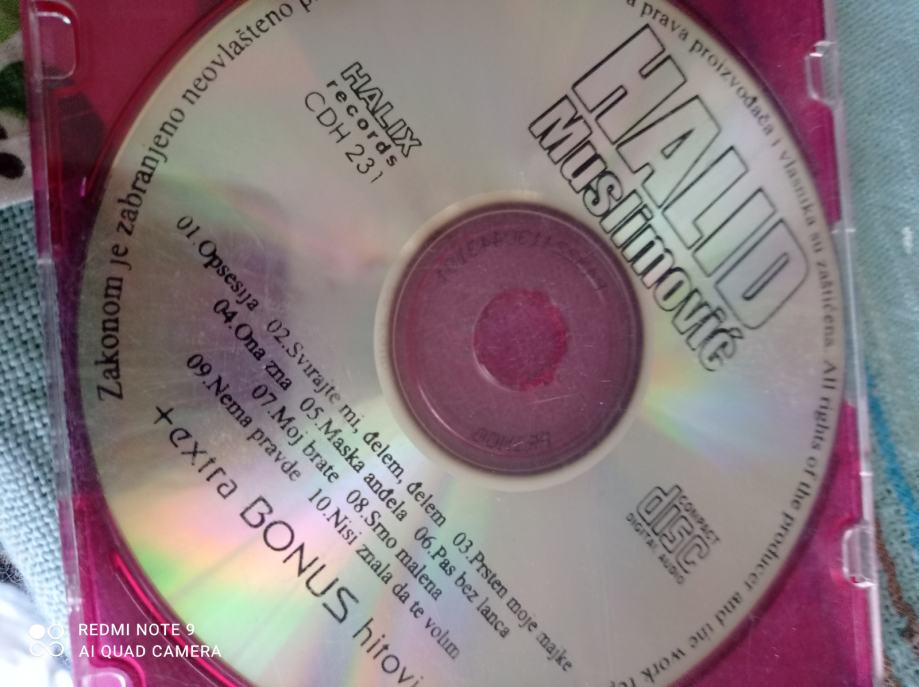 Zakonom je zabranjeno neovlašteno
prava proizvođača i vlasnika su zaštićena. All rights of the producer and the work
HALIX
records
CDH 231
HALID
Muslimović
01.Opsesija 02.Svirajte mi, đelem, đelem 03.Prsten moje majke
04.Ona zna 05.Maska anđela 06.Pas bez lanca
07.Moj brate 08.Srno malena
09.Nema pravde 10.Nisi znala da te volim
+extra BONUS hitovi
COMPACT
disc
DIGITAL AUDIO
REDMI NOTE 9
AI QUAD CAMERA